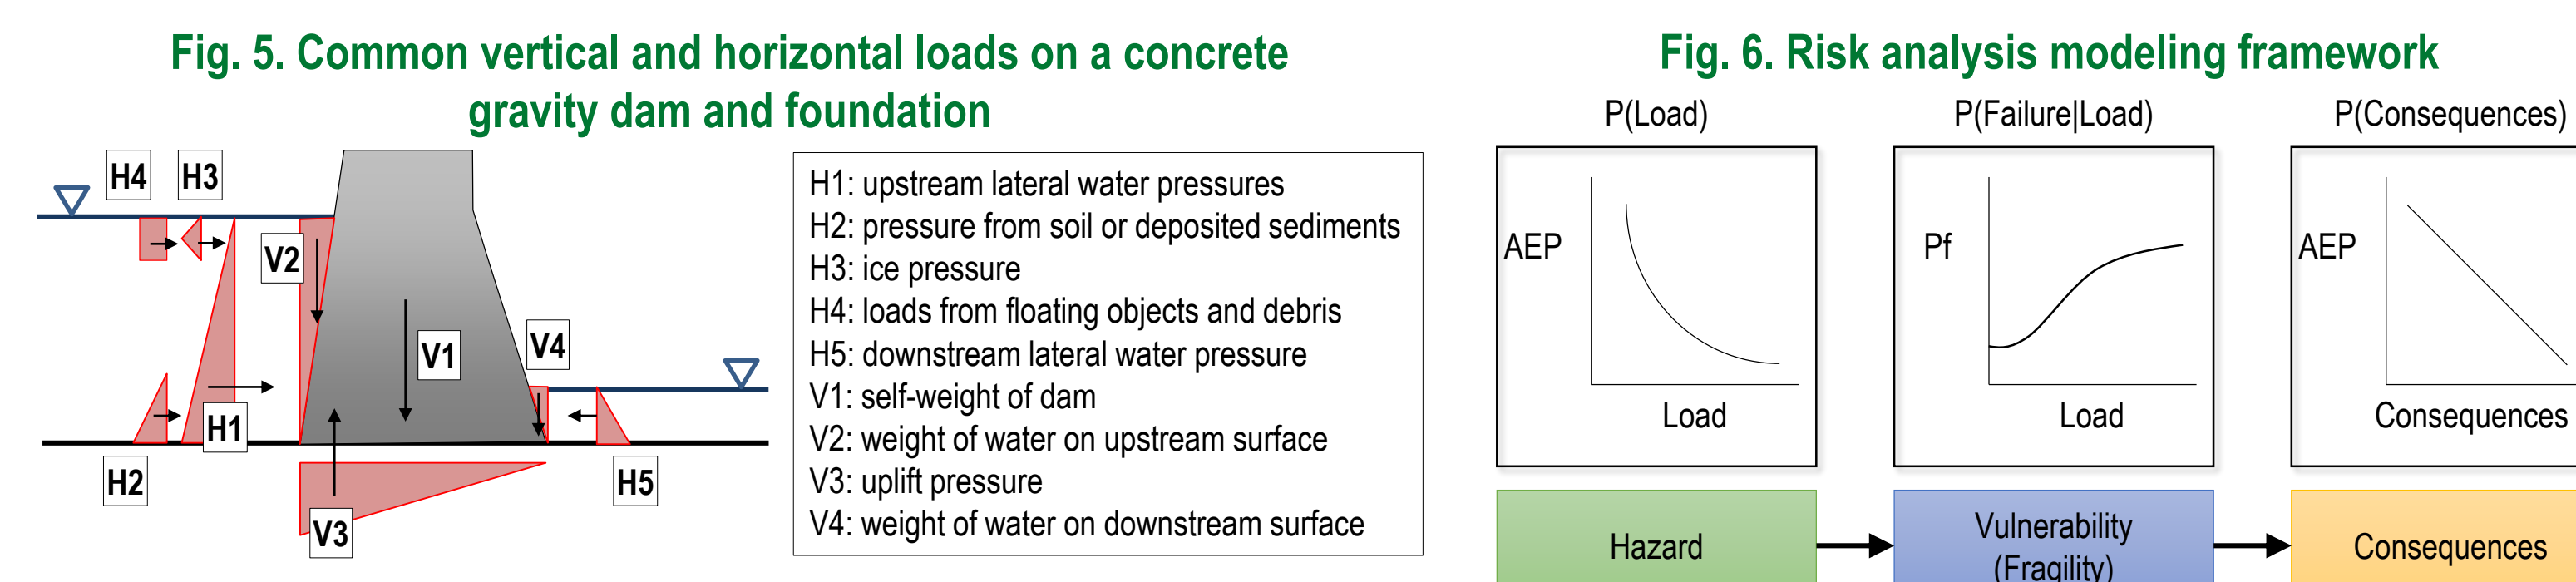 Fig. 5. Common vertical and horizontal loads on a concrete
gravity dam and foundation
H4
H3
V2
V1
V4
H1
H2
H5
V3
H1: upstream lateral water pressures
H2: pressure from soil or deposited sediments
H3: ice pressure
H4: loads from floating objects and debris
H5: downstream lateral water pressure
V1: self-weight of dam
V2: weight of water on upstream surface
V3: uplift pressure
V4: weight of water on downstream surface
Fig. 6. Risk analysis modeling framework
P(Load)
AEP
Load
Hazard
P(Failure|Load)
Pf
Load
Vulnerability
(Fragility)
P(Consequences)
AEP
Consequences
Consequences